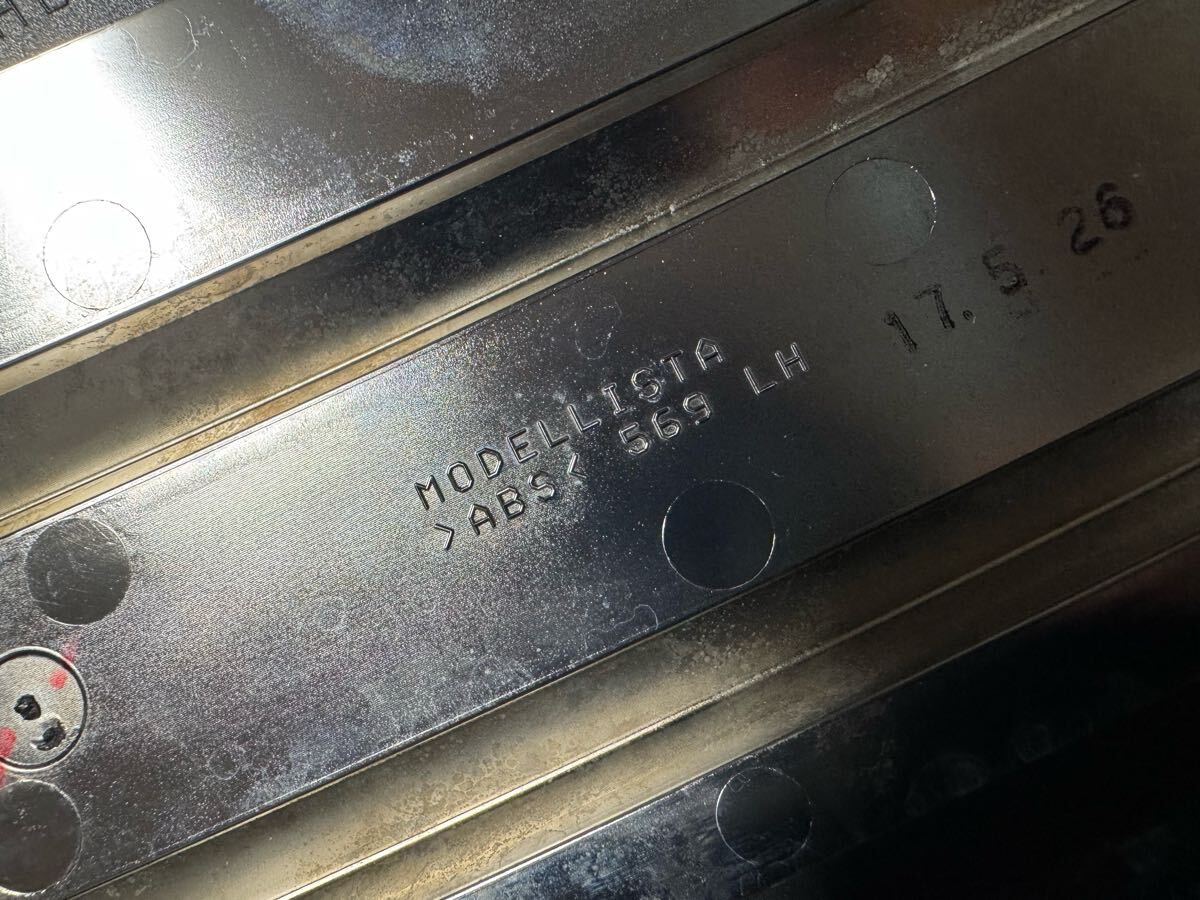 MODELLISTA
>ABS< 569 LH
17. 5. 26